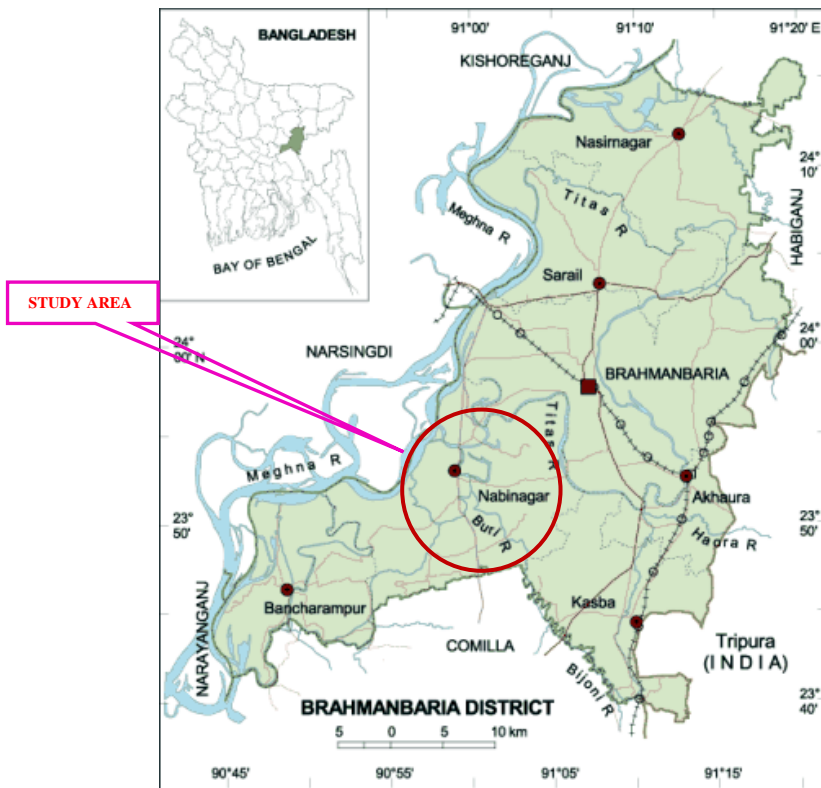 91°00'
91°10'
91°20' E
BANGLADESH
KISHOREGANJ
Nasirnagar
24°
10'
Titas R
Meghna R
HABIGANJ
BAY OF BENGAL
Sarail
STUDY AREA
24°
00' N
NARSINGDI
24°
00'
BRAHMANBARIA
Titas R
Meghna R
Nabinagar
Akhaura
23°
50'
Buri R
Haora R
23°
50'
Bancharampur
Kasba
NARAYANGANJ
COMILLA
Tripura
(INDIA)
Bijoni R
23°
40'
BRAHMANBARIA DISTRICT
5 0 5 10 km
90°45'
90°55'
91°05'
91°15'